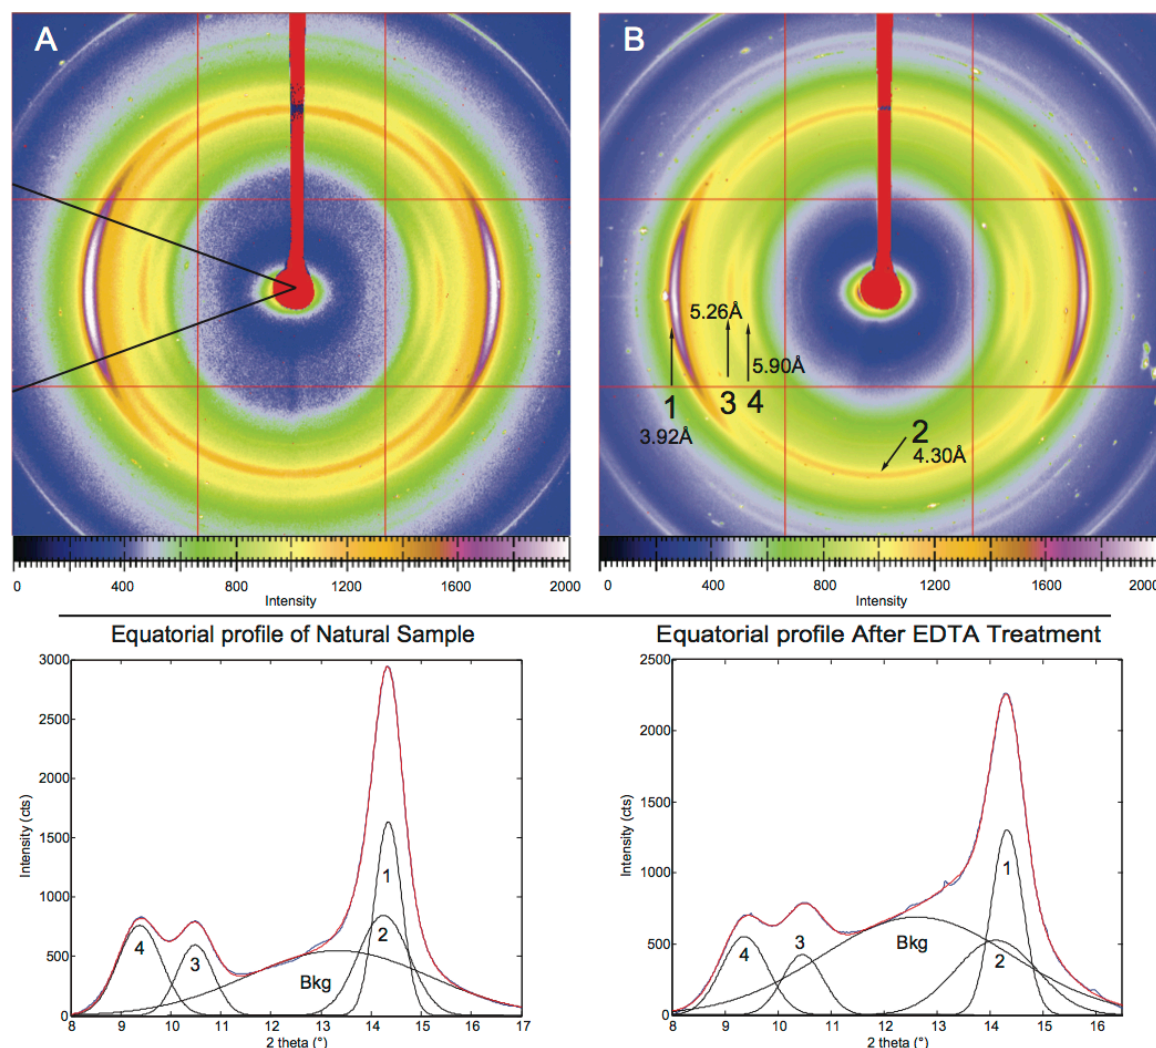 A
B
5.26Å
5.90Å
1
3
4
2
3.92Å
4.30Å
0 400 800 1200 1600 2000
Intensity
0 400 800 1200 1600 2000
Intensity
Equatorial profile of Natural Sample
3000
2500
2000
1500
1000
500
0
Intensity (cts)
1
2
3
4
Bkg
8 9 10 11 12 13 14 15 16 17
2 theta (°)
Equatorial profile After EDTA Treatment
2500
2000
1500
1000
500
0
Intensity (cts)
1
2
3
4
Bkg
8 9 10 11 12 13 14 15 16
2 theta (°)